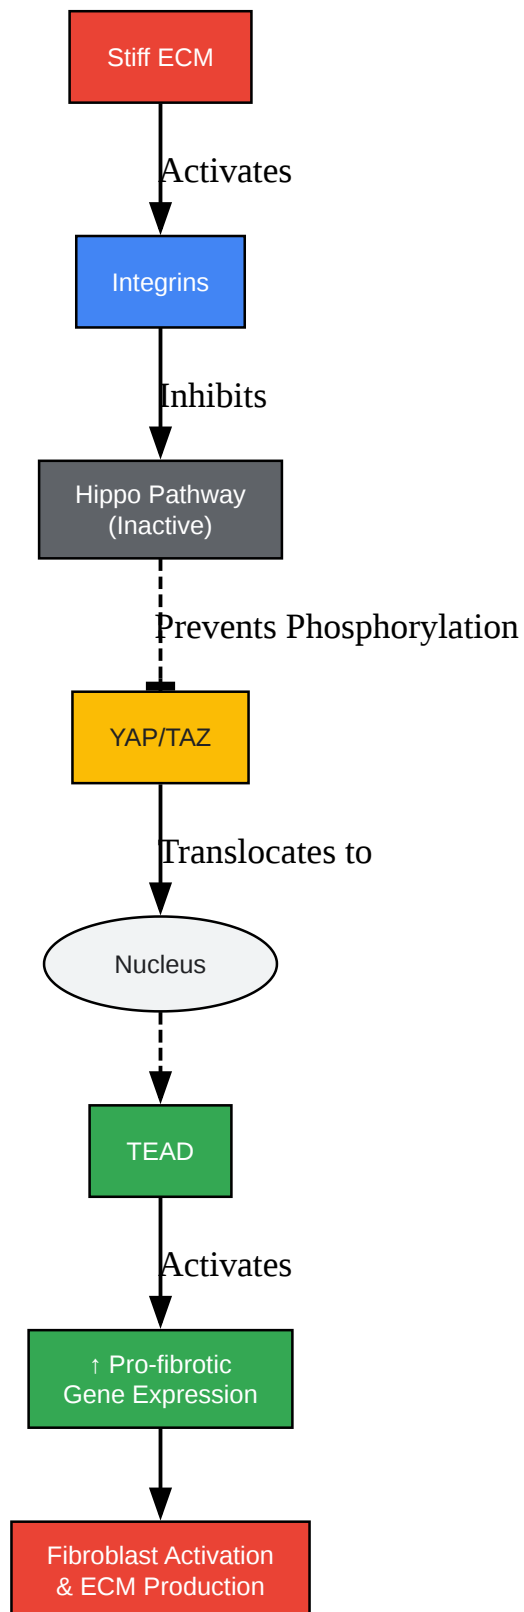 Stiff ECM
Activates
Integrins
Inhibits
Hippo Pathway
(Inactive)
Prevents Phosphorylation
YAP/TAZ
Translocates to
Nucleus
TEAD
Activates
↑ Pro-fibrotic
Gene Expression
Fibroblast Activation
& ECM Production